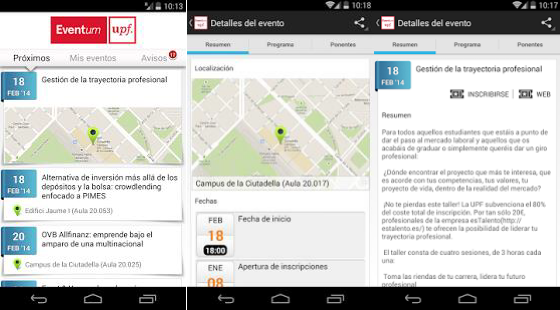 10:13
Eventum upf.
Próximos Mis eventos Avisos 11
18
FEB '14
Gestión de la trayectoria profesional
18
FEB '14
Alternativa de inversión más allá de los
depósitos y la bolsa: crowdlending
enfocado a PIMES
Edifici Jaume I (Aula 20.053)
20
FEB '14
OVB Allfinanz: emprende bajo el
amparo de una multinacional
Campus de la Ciutadella (Aula 20.025)
10:18
upf. Detalles del evento
Resumen Programa Ponentes
Localización
Campus de la Ciutadella (Aula 20.017)
Fechas
FEB
18
18:00
Fecha de inicio
ENE
08
Apertura de inscripciones
10:17
upf. Detalles del evento
Resumen Programa Ponentes
18
FEB '14
Gestión de la trayectoria profesional
INSCRIBIRSE WEB
Resumen
Para todos aquellos estudiantes que estáis a punto de
dar el paso al mercado laboral y aquellos que os
acabáis de graduar o simplemente queréis dar un giro
profesional.
¿Dónde encontrar el proyecto que más te interesa, que
es acorde con tus competencias, tus valores, tu
proyecto de vida, dentro de la realidad del mercado?
¡No te pierdas este taller! La UPF subvenciona el 80%
del coste total de inscripción. Por tan sólo 20€,
profesionales de la empresa esTalento(http://
estalento.es/) te ofrecen la posibilidad de liderar tu
trayectoria profesional.
El taller consta de cuatro sesiones, de 3 horas cada
una:
Toma las riendas de tu carrera, lidera tu futuro